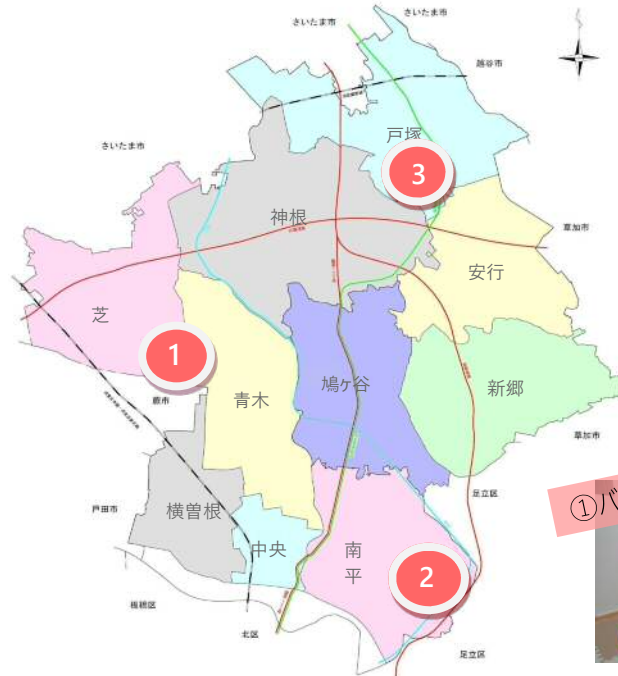 さいたま市
さいたま市
越谷市
戸塚
3
さいたま市
神根
草加市
安行
芝
1
鳩ヶ谷
新郷
青木
蕨市
草加市
足立区
戸田市
横曽根
中央
南
平
2
①バ
板橋区
北区
足立区